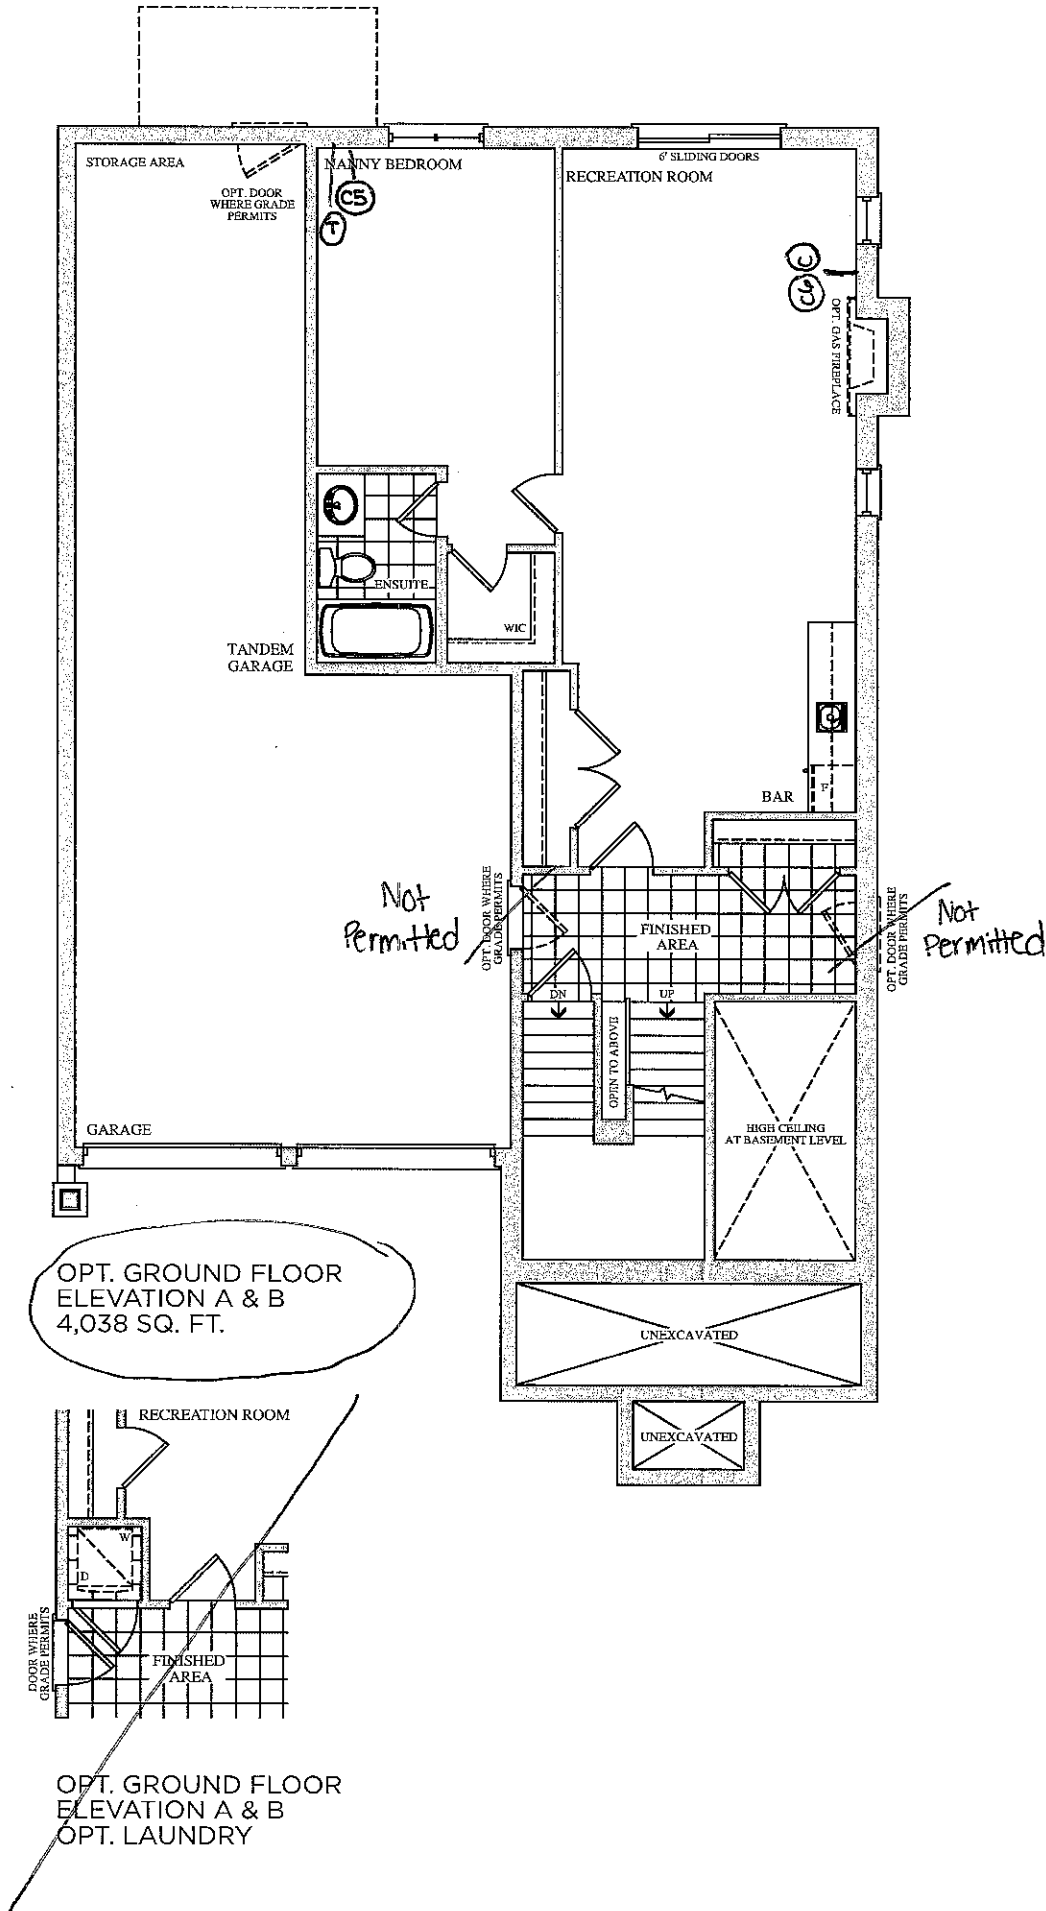 STORAGE AREA
OPT. DOOR
WHERE GRADE
PERMITS
NANNY BEDROOM
C5
T
6' SLIDING DOORS
RECREATION ROOM
C
C6
OPT. GAS FIREPLACE
ENSUITE
WIC
TANDEM
GARAGE
BAR
F
Not
Permitted
OPT. DOOR WHERE
GRADE PERMITS
FINISHED
AREA
OPT. DOOR WHERE
GRADE PERMITS
Not
Permitted
DN
UP
OPEN TO ABOVE
HIGH CEILING
AT BASEMENT LEVEL
GARAGE
UNEXCAVATED
UNEXCAVATED
OPT. GROUND FLOOR
ELEVATION A & B
4,038 SQ. FT.
RECREATION ROOM
W
D
DOOR WHERE
GRADE PERMITS
FINISHED
AREA
OPT. GROUND FLOOR
ELEVATION A & B
OPT. LAUNDRY